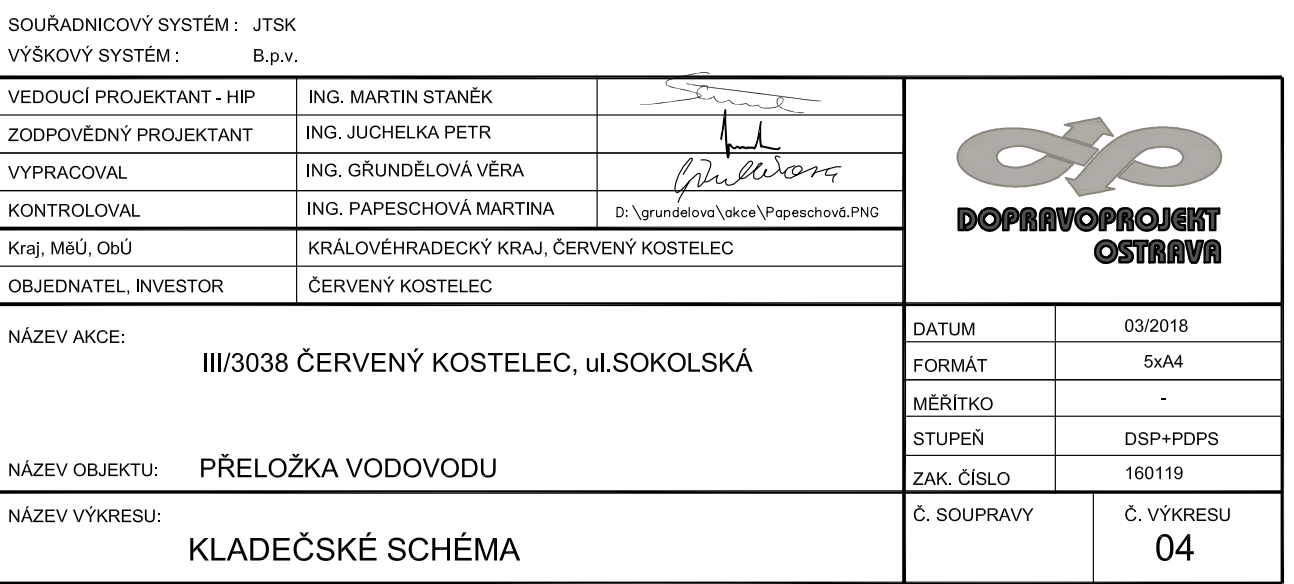 SOUŘADNICOVÝ SYSTÉM : JTSK
VÝŠKOVÝ SYSTÉM : B.p.v.
VEDOUCÍ PROJEKTANT - HIP ING. MARTIN STANĚK
ZODPOVĚDNÝ PROJEKTANT ING. JUCHELKA PETR
VYPRACOVAL ING. GŘUNDĚLOVÁ VĚRA
KONTROLOVAL ING. PAPESCHOVÁ MARTINA D:\grundelova\akce\Papeschová.PNG
Kraj, MěÚ, ObÚ KRÁLOVÉHRADECKÝ KRAJ, ČERVENÝ KOSTELEC
OBJEDNATEL, INVESTOR ČERVENÝ KOSTELEC
DOPRAVOPROJEKT
OSTRAVA
NÁZEV AKCE:
III/3038 ČERVENÝ KOSTELEC, ul.SOKOLSKÁ
NÁZEV OBJEKTU: PŘELOŽKA VODOVODU
DATUM 03/2018
FORMÁT 5xA4
MĚŘÍTKO -
STUPEŇ DSP+PDPS
ZAK. ČÍSLO 160119
NÁZEV VÝKRESU:
KLADEČSKÉ SCHÉMA
Č. SOUPRAVY
Č. VÝKRESU
04